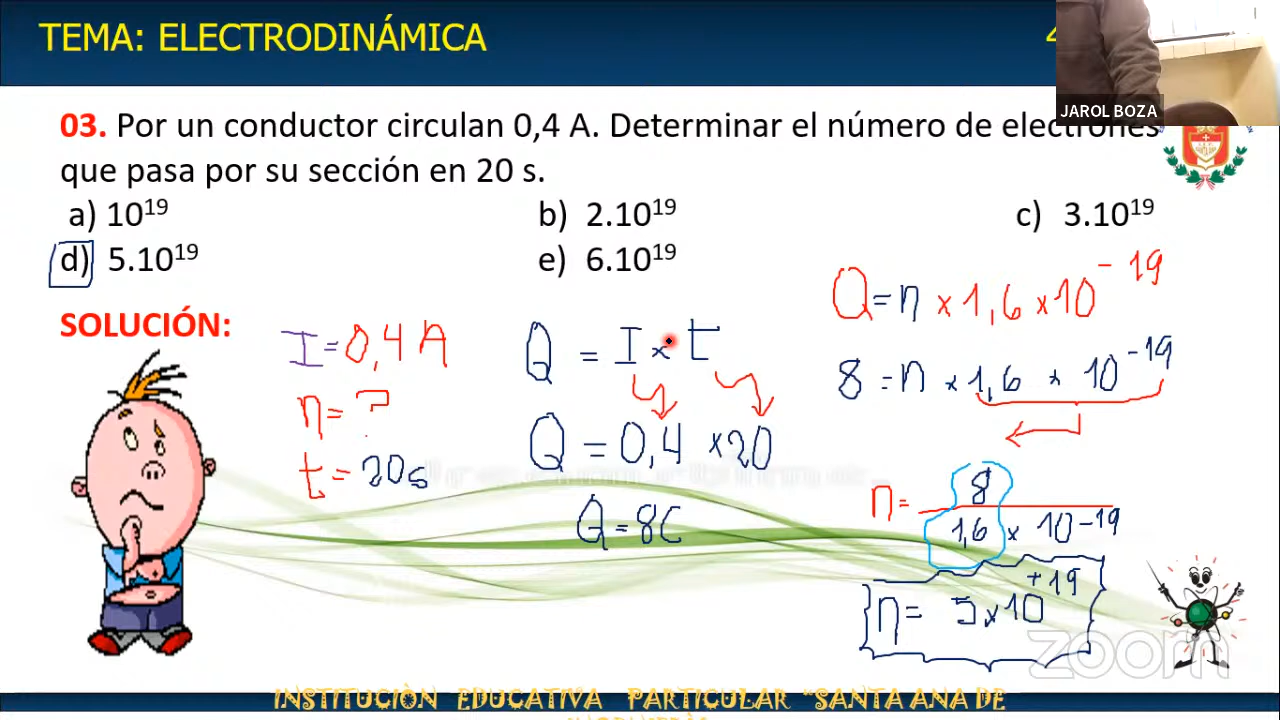 TEMA: ELECTRODINÁMICA
4
JAROL BOZA
03. Por un conductor circulan 0,4 A. Determinar el número de electrones
que pasa por su sección en 20 s.
a) 10¹⁹ b) 2.10¹⁹ c) 3.10¹⁹
d) 5.10¹⁹ e) 6.10¹⁹
SOLUCIÓN:
I = 0,4 A
n = ?
t = 20s
Q = I × t
Q = 0,4 × 20
Q = 8C
Q = n × 1,6 × 10⁻¹⁹
8 = n × 1,6 × 10⁻¹⁹
n = 8
1,6 × 10⁻¹⁹
n = 5 × 10⁺¹⁹
zoom
INSTITUCIÒN EDUCATIVA PARTICULAR "SANTA ANA DE